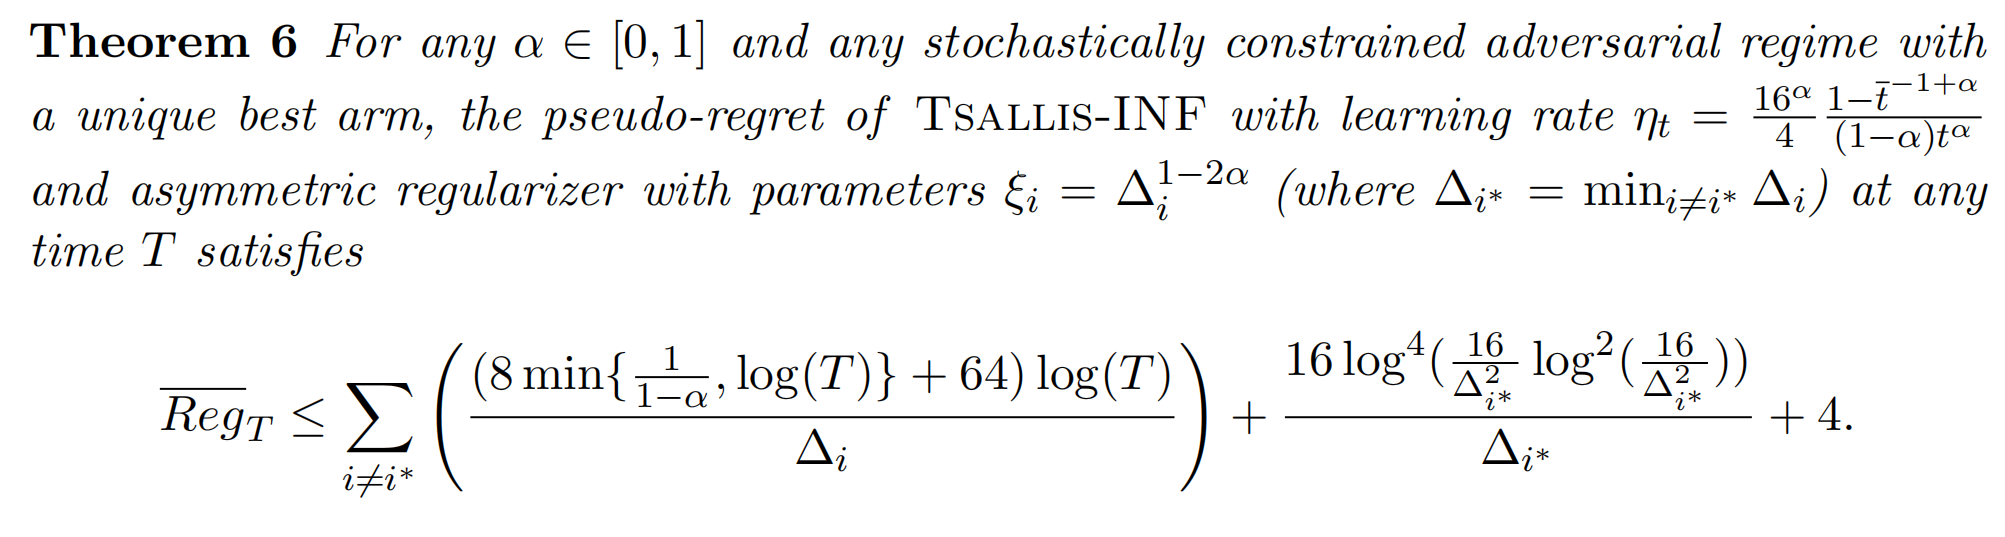 Theorem 6 For any α ∈ [0, 1] and any stochastically constrained adversarial regime with
a unique best arm, the pseudo-regret of TSALLIS-INF with learning rate $\eta_t = \frac{16^\alpha}{4} \frac{1-\bar{t}^{-1+\alpha}}{(1-\alpha)t^\alpha}$
and asymmetric regularizer with parameters $\xi_i = \Delta_i^{1-2\alpha}$ (where $\Delta_{i^*} = \min_{i \neq i^*} \Delta_i$) at any
time T satisfies
$\overline{Reg}_T \leq \sum_{i \neq i^*} \left( \frac{(8 \min\{\frac{1}{1-\alpha}, \log(T)\} + 64) \log(T)}{\Delta_i} \right) + \frac{16 \log^4(\frac{16}{\Delta_{i^*}^2} \log^2(\frac{16}{\Delta_{i^*}^2}))}{\Delta_{i^*}} + 4.$